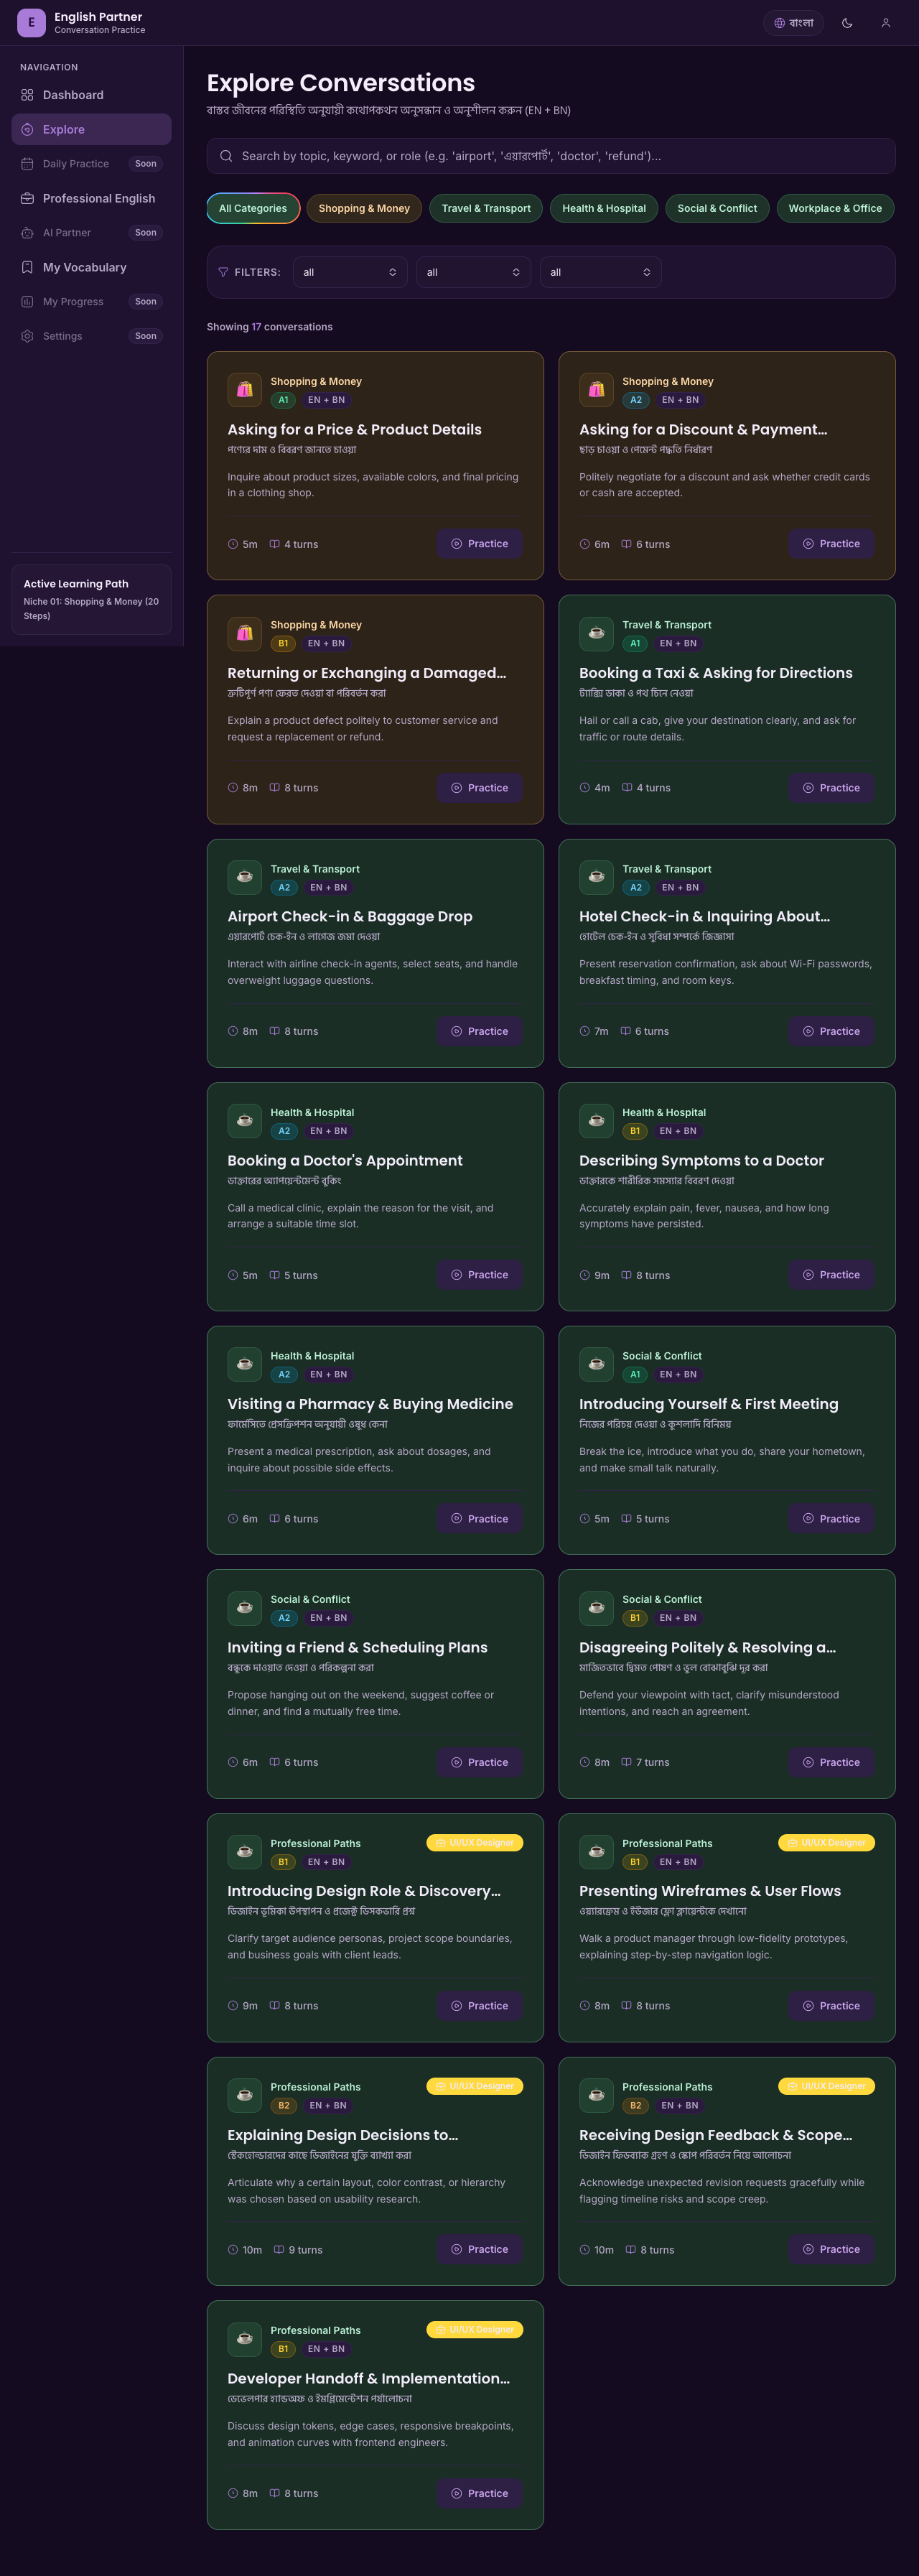 E
English Partner
Conversation Practice
বাংলা
NAVIGATION
Dashboard
Explore
Daily Practice Soon
Professional English
AI Partner Soon
My Vocabulary
My Progress Soon
Settings Soon
Active Learning Path
Niche 01: Shopping & Money (20
Steps)
Explore Conversations
বাস্তব জীবনের পরিস্থিতি অনুযায়ী কথোপকথন অনুসন্ধান ও অনুশীলন করুন (EN + BN)
Search by topic, keyword, or role (e.g. 'airport', 'এয়ারপোর্ট', 'doctor', 'refund')...
All Categories Shopping & Money Travel & Transport Health & Hospital Social & Conflict Workplace & Office
FILTERS: all all all
Showing 17 conversations
Shopping & Money
A1 EN + BN
Asking for a Price & Product Details
পণ্যের দাম ও বিবরণ জানতে চাওয়া
Inquire about product sizes, available colors, and final pricing
in a clothing shop.
5m 4 turns Practice
Shopping & Money
A2 EN + BN
Asking for a Discount & Payment...
ছাড় চাওয়া ও পেমেন্ট পদ্ধতি নির্ধারণ
Politely negotiate for a discount and ask whether credit cards
or cash are accepted.
6m 6 turns Practice
Shopping & Money
B1 EN + BN
Returning or Exchanging a Damaged...
ত্রুটিপূর্ণ পণ্য ফেরত দেওয়া বা পরিবর্তন করা
Explain a product defect politely to customer service and
request a replacement or refund.
8m 8 turns Practice
Travel & Transport
A1 EN + BN
Booking a Taxi & Asking for Directions
ট্যাক্সি ডাকা ও পথ চিনে নেওয়া
Hail or call a cab, give your destination clearly, and ask for
traffic or route details.
4m 4 turns Practice
Travel & Transport
A2 EN + BN
Airport Check-in & Baggage Drop
এয়ারপোর্ট চেক-ইন ও লাগেজ জমা দেওয়া
Interact with airline check-in agents, select seats, and handle
overweight luggage questions.
8m 8 turns Practice
Travel & Transport
A2 EN + BN
Hotel Check-in & Inquiring About...
হোটেল চেক-ইন ও সুবিধা সম্পর্কে জিজ্ঞাসা
Present reservation confirmation, ask about Wi-Fi passwords,
breakfast timing, and room keys.
7m 6 turns Practice
Health & Hospital
A2 EN + BN
Booking a Doctor's Appointment
ডাক্তারের অ্যাপয়েন্টমেন্ট বুকিং
Call a medical clinic, explain the reason for the visit, and
arrange a suitable time slot.
5m 5 turns Practice
Health & Hospital
B1 EN + BN
Describing Symptoms to a Doctor
ডাক্তারকে শারীরিক সমস্যার বিবরণ দেওয়া
Accurately explain pain, fever, nausea, and how long
symptoms have persisted.
9m 8 turns Practice
Health & Hospital
A2 EN + BN
Visiting a Pharmacy & Buying Medicine
ফার্মেসিতে প্রেসক্রিপশন অনুযায়ী ওষুধ কেনা
Present a medical prescription, ask about dosages, and
inquire about possible side effects.
6m 6 turns Practice
Social & Conflict
A1 EN + BN
Introducing Yourself & First Meeting
নিজের পরিচয় দেওয়া ও কুশলাদি বিনিময়
Break the ice, introduce what you do, share your hometown,
and make small talk naturally.
5m 5 turns Practice
Social & Conflict
A2 EN + BN
Inviting a Friend & Scheduling Plans
বন্ধুকে দাওয়াত দেওয়া ও পরিকল্পনা করা
Propose hanging out on the weekend, suggest coffee or
dinner, and find a mutually free time.
6m 6 turns Practice
Social & Conflict
B1 EN + BN
Disagreeing Politely & Resolving a...
মার্জিতভাবে দ্বিমত পোষণ ও ভুল বোঝাবুঝি দূর করা
Defend your viewpoint with tact, clarify misunderstood
intentions, and reach an agreement.
8m 7 turns Practice
Professional Paths UI/UX Designer
B1 EN + BN
Introducing Design Role & Discovery...
ডিজাইন ভূমিকা উপস্থাপন ও প্রজেক্ট ডিসকভারি প্রশ্ন
Clarify target audience personas, project scope boundaries,
and business goals with client leads.
9m 8 turns Practice
Professional Paths UI/UX Designer
B1 EN + BN
Presenting Wireframes & User Flows
ওয়্যারফ্রেম ও ইউজার ফ্লো ক্লায়েন্টকে দেখানো
Walk a product manager through low-fidelity prototypes,
explaining step-by-step navigation logic.
8m 8 turns Practice
Professional Paths UI/UX Designer
B2 EN + BN
Explaining Design Decisions to...
স্টেকহোল্ডারদের কাছে ডিজাইনের যুক্তি ব্যাখ্যা করা
Articulate why a certain layout, color contrast, or hierarchy
was chosen based on usability research.
10m 9 turns Practice
Professional Paths UI/UX Designer
B2 EN + BN
Receiving Design Feedback & Scope...
ডিজাইন ফিডব্যাক গ্রহণ ও স্কোপ পরিবর্তন নিয়ে আলোচনা
Acknowledge unexpected revision requests gracefully while
flagging timeline risks and scope creep.
10m 8 turns Practice
Professional Paths UI/UX Designer
B1 EN + BN
Developer Handoff & Implementation...
ডেভেলপার হ্যান্ডঅফ ও ইমপ্লিমেন্টেশন পর্যালোচনা
Discuss design tokens, edge cases, responsive breakpoints,
and animation curves with frontend engineers.
8m 8 turns Practice